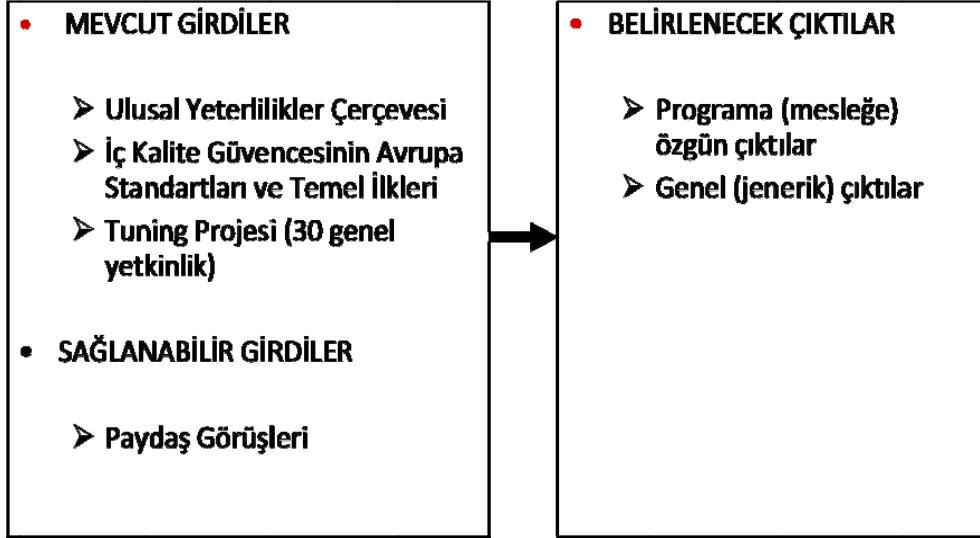 • MEVCUT GİRDİLER
➢ Ulusal Yeterlilikler Çerçevesi
➢ İç Kalite Güvencesinin Avrupa
Standartları ve Temel İlkleri
➢ Tuning Projesi (30 genel
yetkinlik)
• SAĞLANABİLİR GİRDİLER
➢ Paydaş Görüşleri
• BELİRLENECEK ÇIKTILAR
➢ Programa (mesleğe)
özgün çıktılar
➢ Genel (jenerik) çıktılar